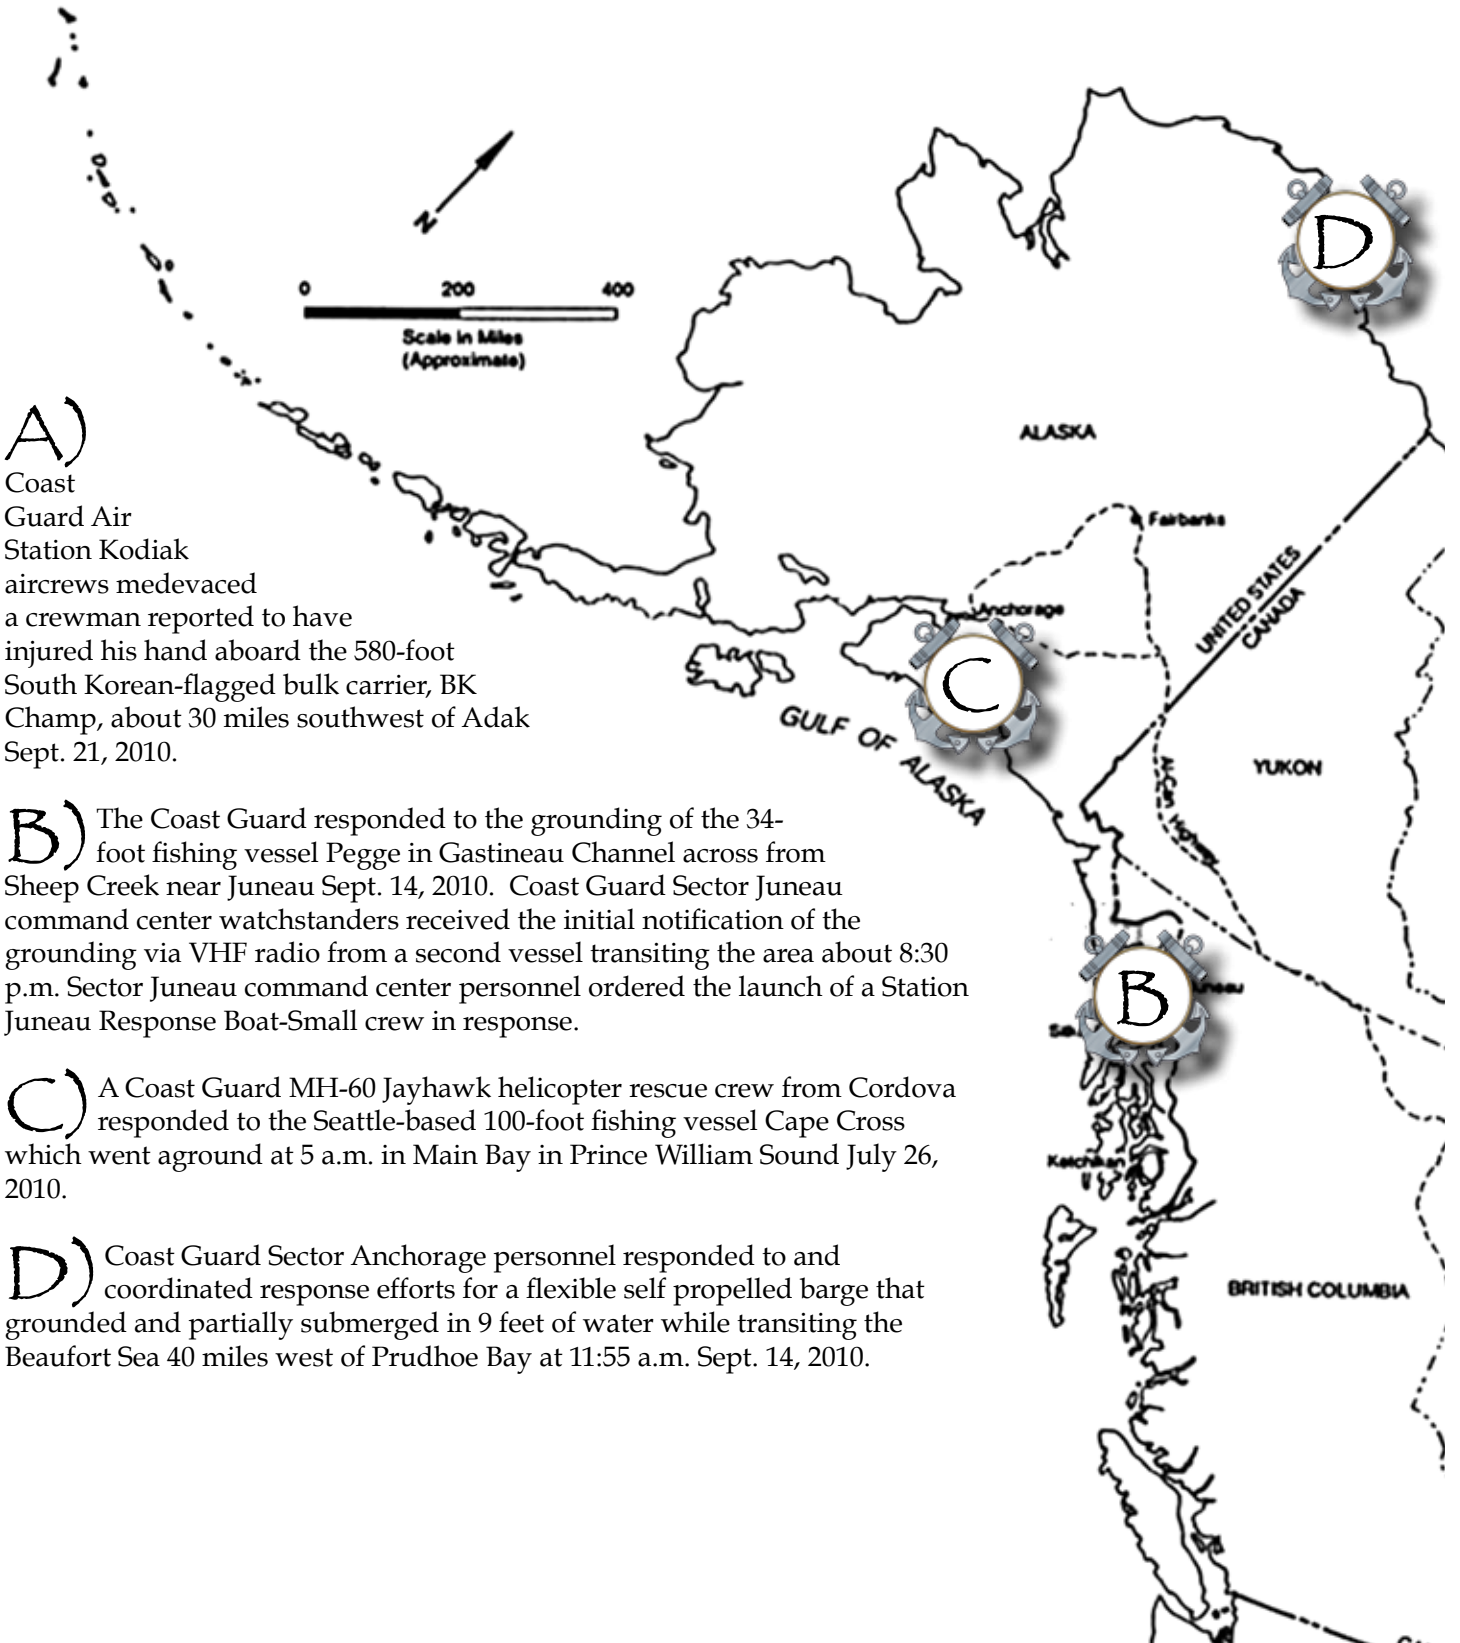 N
0 200 400
Scale in Miles
(Approximate)
D
ALASKA
Fairbanks
UNITED STATES
CANADA
Anchorage
C
GULF OF ALASKA
YUKON
Al-Can Highway
B
Ketchikan
BRITISH COLUMBIA
A)
Coast
Guard Air
Station Kodiak
aircrews medevaced
a crewman reported to have
injured his hand aboard the 580-foot
South Korean-flagged bulk carrier, BK
Champ, about 30 miles southwest of Adak
Sept. 21, 2010.
B) The Coast Guard responded to the grounding of the 34-
foot fishing vessel Pegge in Gastineau Channel across from
Sheep Creek near Juneau Sept. 14, 2010. Coast Guard Sector Juneau
command center watchstanders received the initial notification of the
grounding via VHF radio from a second vessel transiting the area about 8:30
p.m. Sector Juneau command center personnel ordered the launch of a Station
Juneau Response Boat-Small crew in response.
C) A Coast Guard MH-60 Jayhawk helicopter rescue crew from Cordova
responded to the Seattle-based 100-foot fishing vessel Cape Cross
which went aground at 5 a.m. in Main Bay in Prince William Sound July 26,
2010.
D) Coast Guard Sector Anchorage personnel responded to and
coordinated response efforts for a flexible self propelled barge that
grounded and partially submerged in 9 feet of water while transiting the
Beaufort Sea 40 miles west of Prudhoe Bay at 11:55 a.m. Sept. 14, 2010.